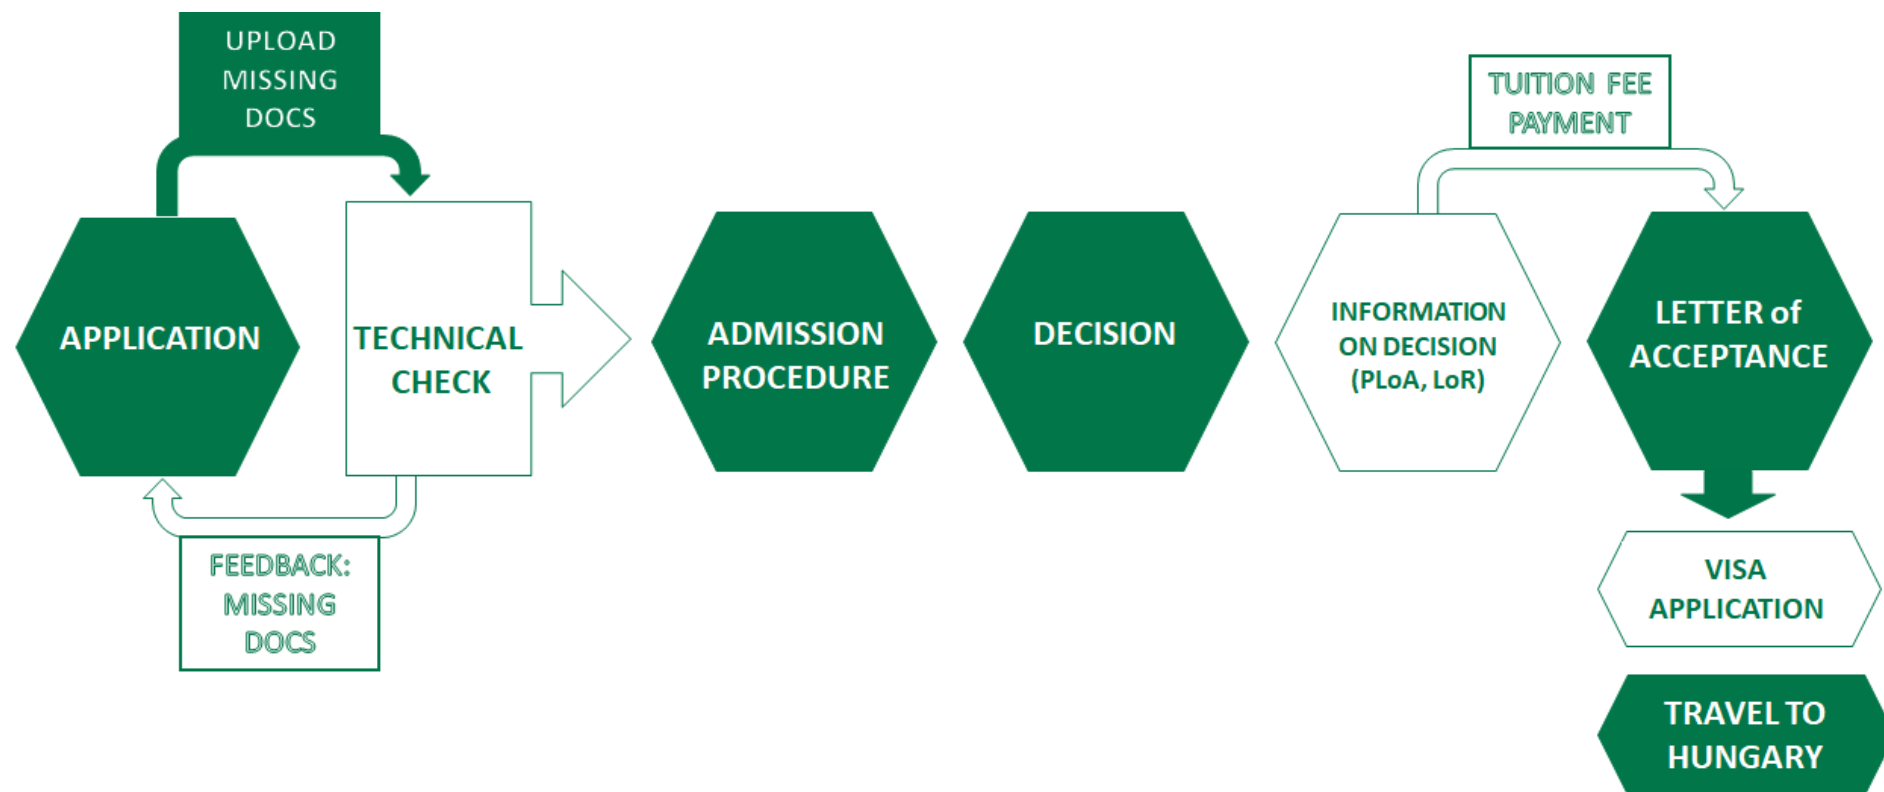 UPLOAD
MISSING
DOCS
APPLICATION
TECHNICAL
CHECK
FEEDBACK:
MISSING
DOCS
ADMISSION
PROCEDURE
DECISION
INFORMATION
ON DECISION
(PLoA, LoR)
TUITION FEE
PAYMENT
LETTER of
ACCEPTANCE
VISA
APPLICATION
TRAVEL TO
HUNGARY